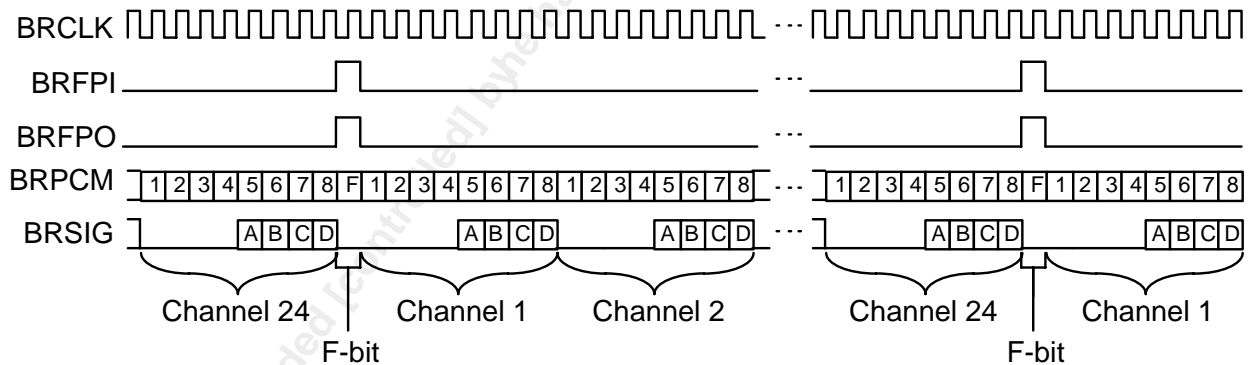 BRCLK ... 
BRFPI ...
BRFPO ...
BRPCM 1 2 3 4 5 6 7 8 F 1 2 3 4 5 6 7 8 1 2 3 4 5 6 7 8 ... 1 2 3 4 5 6 7 8 F 1 2 3 4 5 6 7 8
BRSIG A B C D A B C D A B C D ... A B C D A B C D
Channel 24 Channel 1 Channel 2 Channel 24 Channel 1
F-bit F-bit
ded [controlled] by